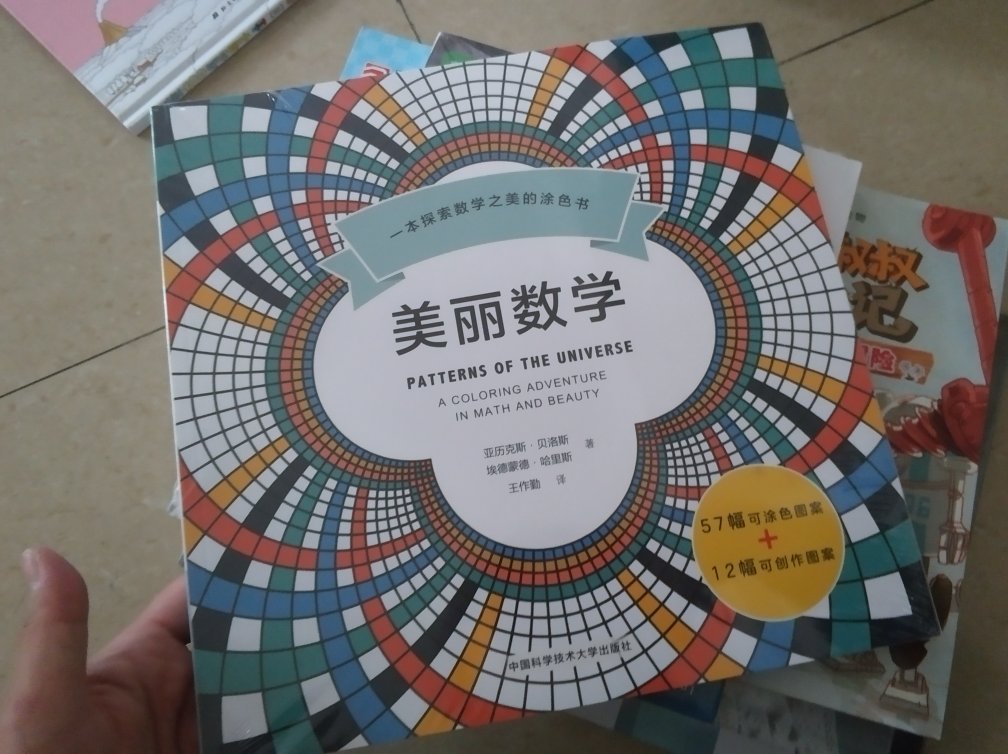 一本探索数学之美的涂色书
美丽数学
PATTERNS OF THE UNIVERSE
A COLORING ADVENTURE
IN MATH AND BEAUTY
亚历克斯·贝洛斯 著
埃德蒙德·哈里斯
王作勤 译
57幅可涂色图案
+
12幅可创作图案
中国科学技术大学出版社
叔叔
记
险